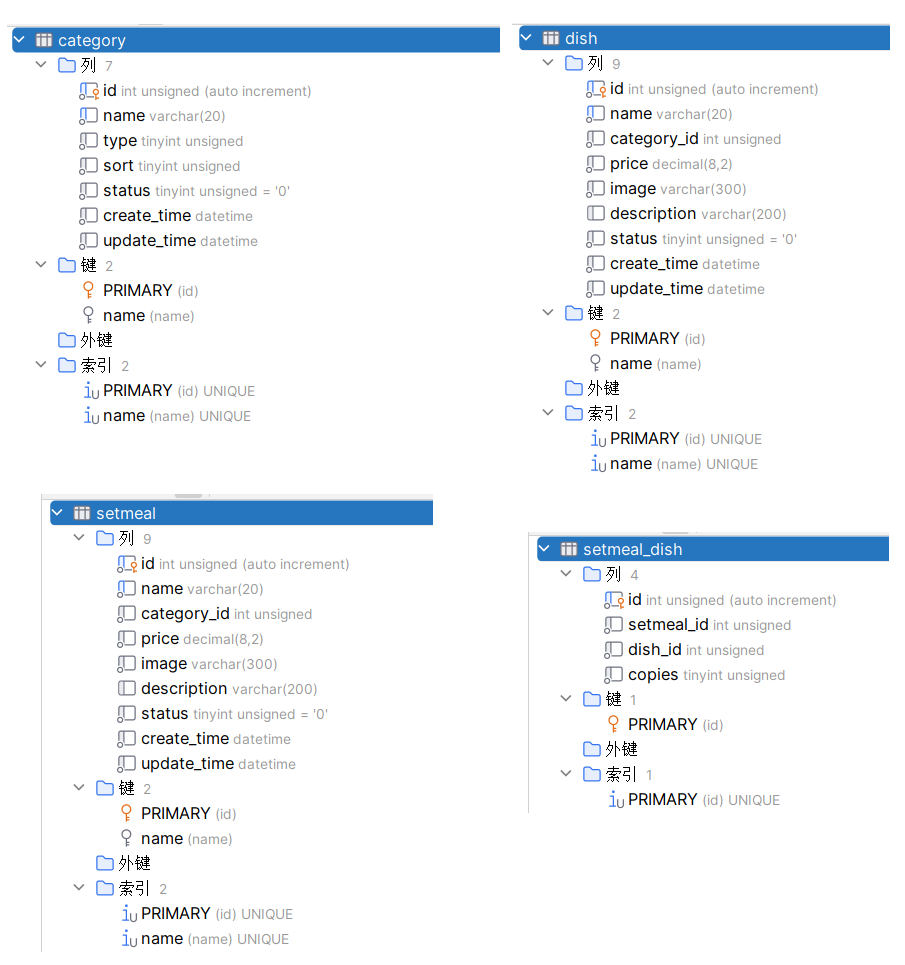 category
列 7
id int unsigned (auto increment)
name varchar(20)
type tinyint unsigned
sort tinyint unsigned
status tinyint unsigned = '0'
create_time datetime
update_time datetime
键 2
PRIMARY (id)
name (name)
外键
索引 2
PRIMARY (id) UNIQUE
name (name) UNIQUE
dish
列 9
id int unsigned (auto increment)
name varchar(20)
category_id int unsigned
price decimal(8,2)
image varchar(300)
description varchar(200)
status tinyint unsigned = '0'
create_time datetime
update_time datetime
键 2
PRIMARY (id)
name (name)
外键
索引 2
PRIMARY (id) UNIQUE
name (name) UNIQUE
setmeal
列 9
id int unsigned (auto increment)
name varchar(20)
category_id int unsigned
price decimal(8,2)
image varchar(300)
description varchar(200)
status tinyint unsigned = '0'
create_time datetime
update_time datetime
键 2
PRIMARY (id)
name (name)
外键
索引 2
PRIMARY (id) UNIQUE
name (name) UNIQUE
setmeal_dish
列 4
id int unsigned (auto increment)
setmeal_id int unsigned
dish_id int unsigned
copies tinyint unsigned
键 1
PRIMARY (id)
外键
索引 1
PRIMARY (id) UNIQUE